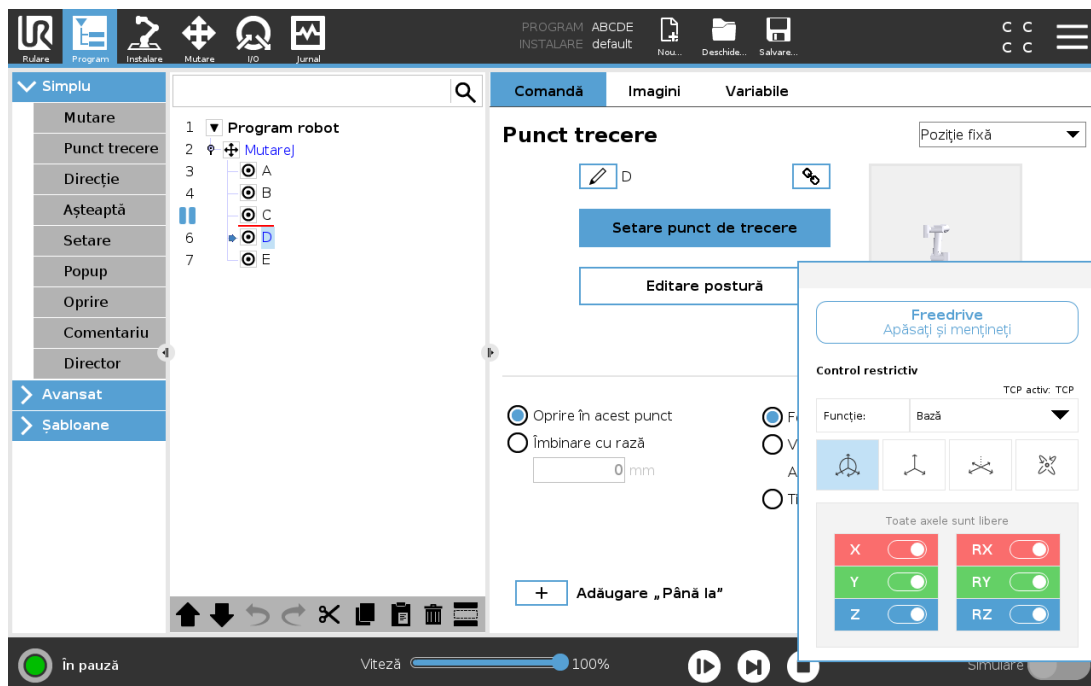 PROGRAM ABCDE
INSTALARE default
C C
C C
Rulare Program Instalare Mutare I/O Jurnal Nou... Deschide... Salvare...
Simplu
Mutare
Punct trecere
Direcție
Așteaptă
Setare
Popup
Oprire
Comentariu
Director
Avansat
Șabloane
1 Program robot
2 MutareJ
3 A
4 B
C
6 D
7 E
Comandă Imagini Variabile
Punct trecere
Poziție fixă
D
Setare punct de trecere
Editare postură
Oprire în acest punct
Îmbinare cu rază
0 mm
+ Adăugare „Până la”
Freedrive
Apăsați și mențineți
Control restrictiv
TCP activ: TCP
Funcție: Bază
Toate axele sunt libere
X RX
Y RY
Z RZ
În pauză
Viteză 100%
Simulare